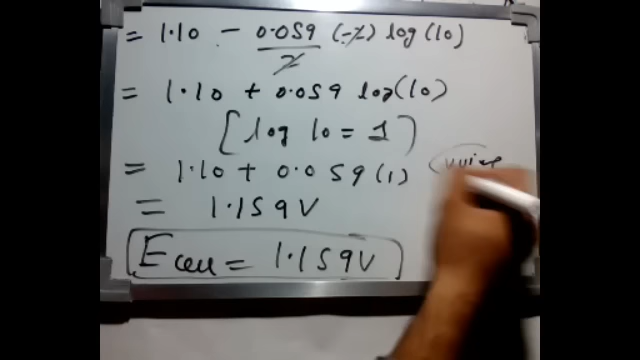 = 1.10 - 0.059/2 (-2) log(10)
= 1.10 + 0.059 log(10)
[log 10 = 1]
= 1.10 + 0.059 (1)
= 1.159V
Ecell = 1.159V